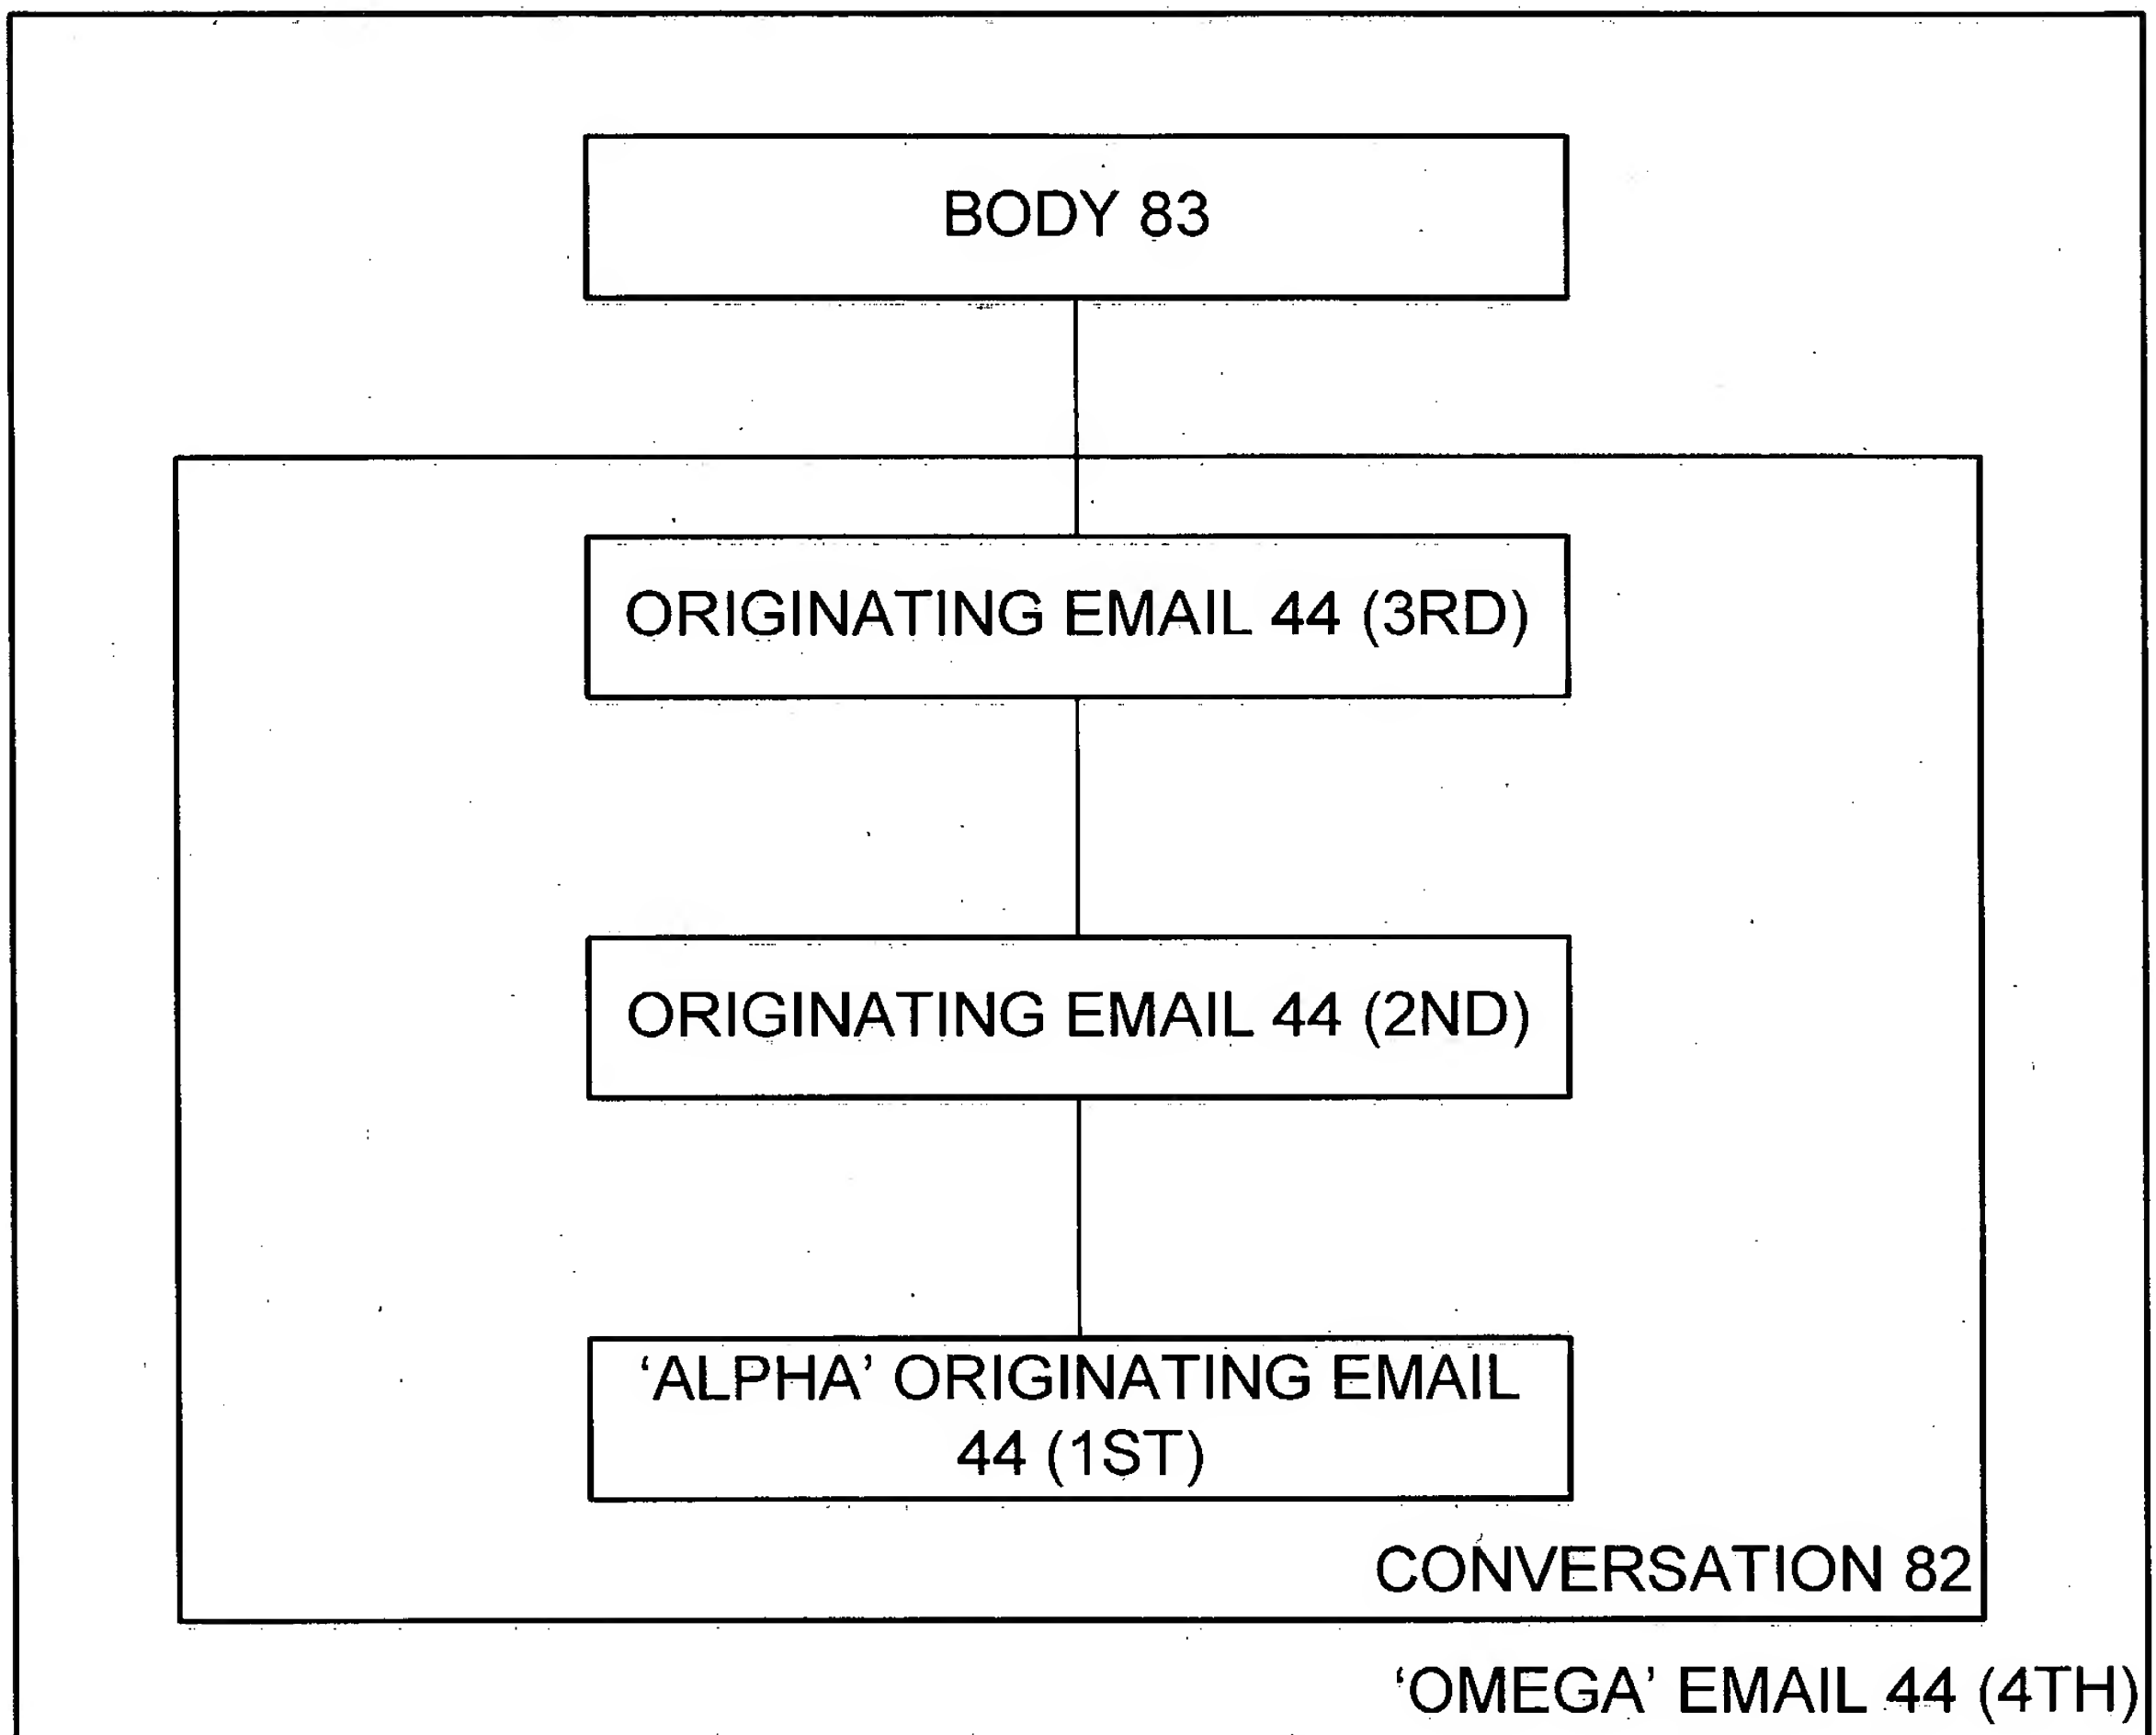 BODY 83
ORIGINATING EMAIL 44 (3RD)
ORIGINATING EMAIL 44 (2ND)
‘ALPHA’ ORIGINATING EMAIL
44 (1ST)
CONVERSATION 82
‘OMEGA’ EMAIL 44 (4TH)